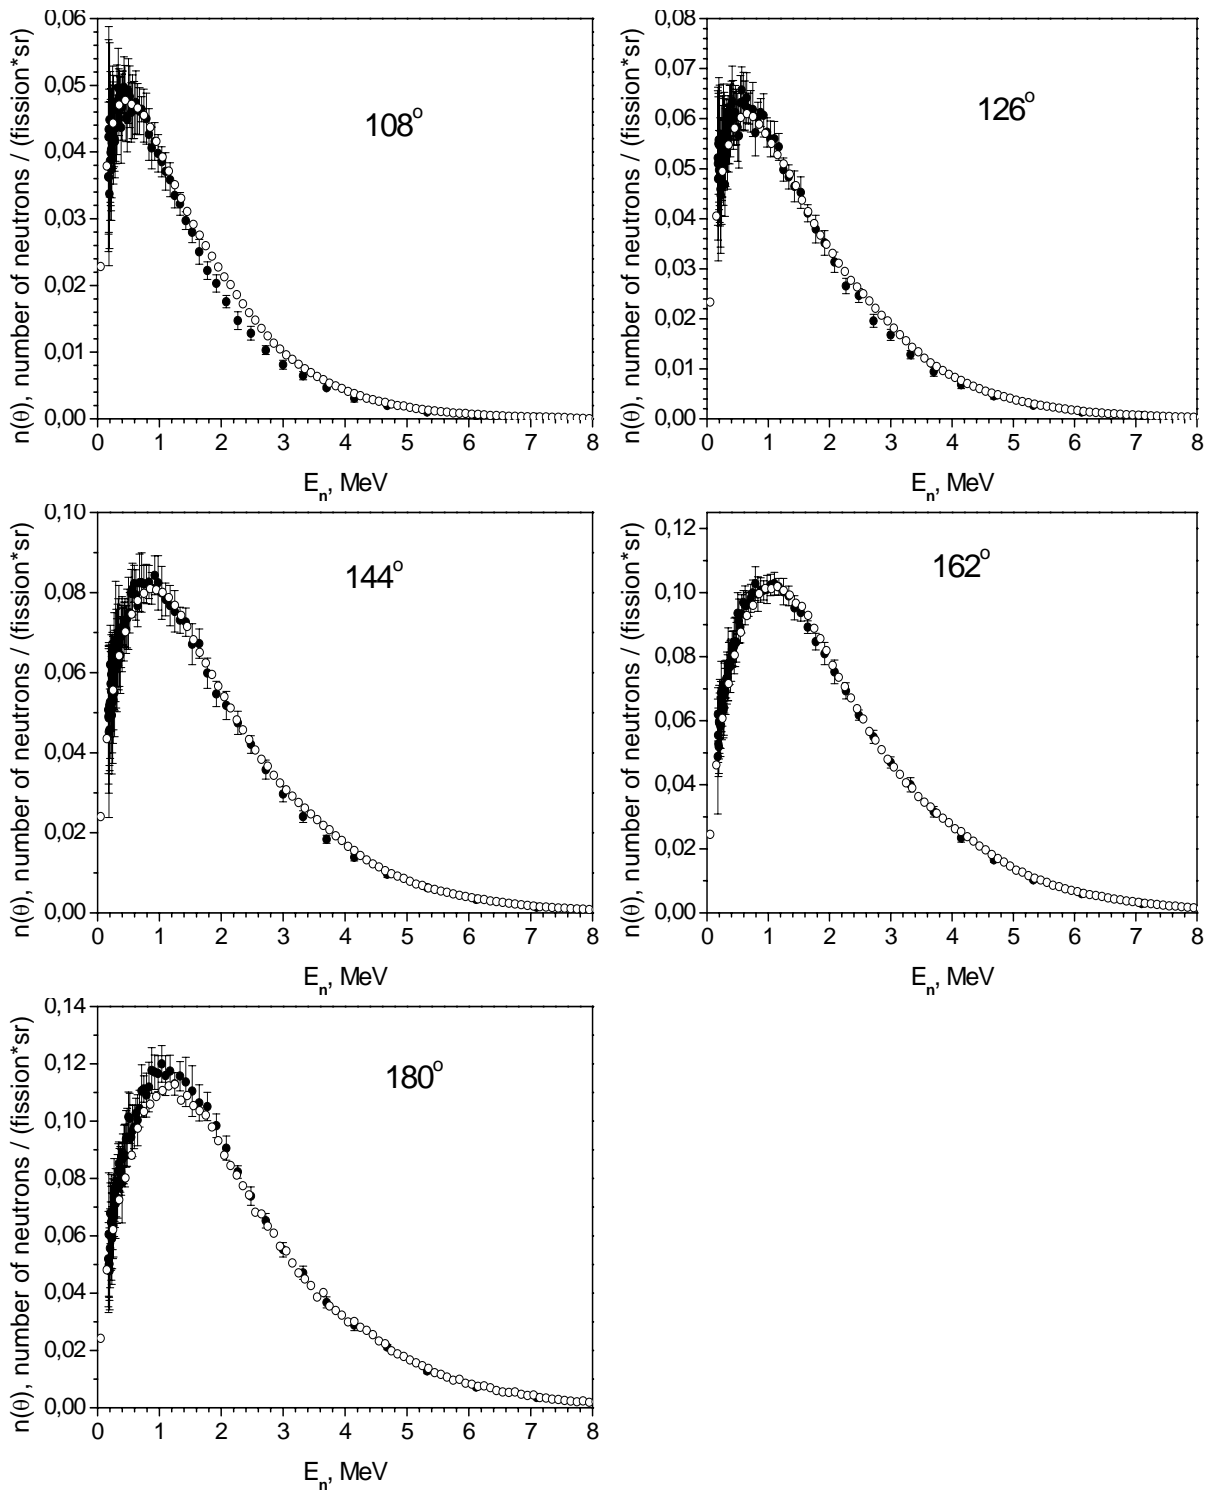 n(θ), number of neutrons / (fission*sr)
0,06
0,05
0,04
0,03
0,02
0,01
0,00
108°
0 1 2 3 4 5 6 7 8
Eₙ, MeV
n(θ), number of neutrons / (fission*sr)
0,08
0,07
0,06
0,05
0,04
0,03
0,02
0,01
0,00
126°
0 1 2 3 4 5 6 7 8
Eₙ, MeV
n(θ), number of neutrons / (fission*sr)
0,10
0,08
0,06
0,04
0,02
0,00
144°
0 1 2 3 4 5 6 7 8
Eₙ, MeV
n(θ), number of neutrons / (fission*sr)
0,12
0,10
0,08
0,06
0,04
0,02
0,00
162°
0 1 2 3 4 5 6 7 8
Eₙ, MeV
n(θ), number of neutrons / (fission*sr)
0,14
0,12
0,10
0,08
0,06
0,04
0,02
0,00
180°
0 1 2 3 4 5 6 7 8
Eₙ, MeV